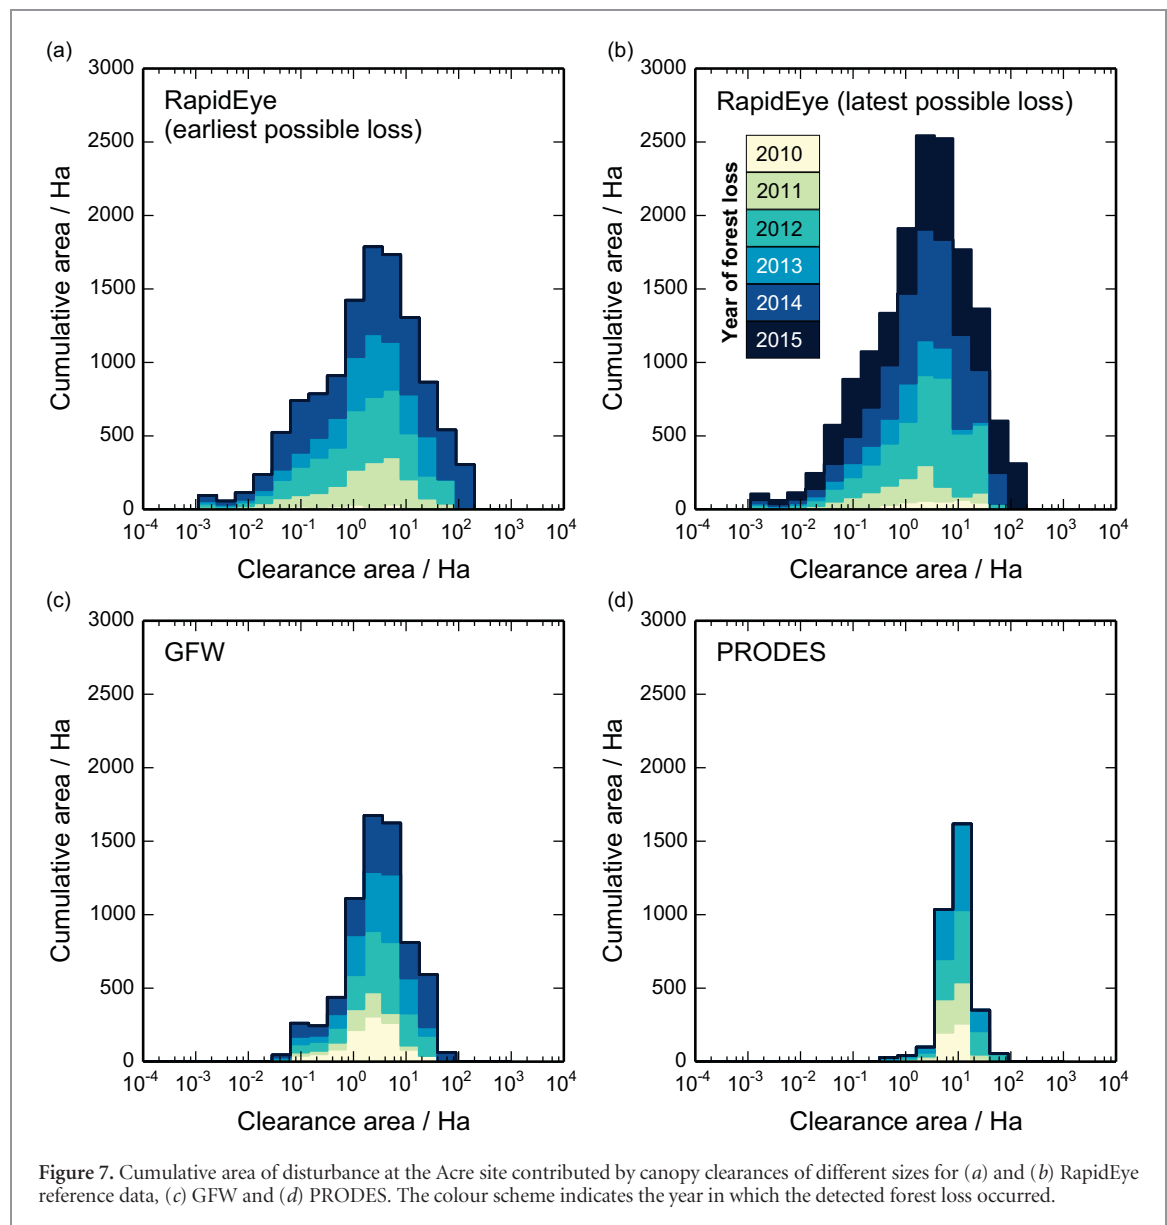 (a)
RapidEye
(earliest possible loss)
3000
2500
2000
1500
1000
500
0
Cumulative area / Ha
10⁻⁴ 10⁻³ 10⁻² 10⁻¹ 10⁰ 10¹ 10² 10³ 10⁴
Clearance area / Ha
(b)
RapidEye (latest possible loss)
3000
2500
2000
1500
1000
500
0
Cumulative area / Ha
Year of forest loss
2010
2011
2012
2013
2014
2015
10⁻⁴ 10⁻³ 10⁻² 10⁻¹ 10⁰ 10¹ 10² 10³ 10⁴
Clearance area / Ha
(c)
GFW
3000
2500
2000
1500
1000
500
0
Cumulative area / Ha
10⁻⁴ 10⁻³ 10⁻² 10⁻¹ 10⁰ 10¹ 10² 10³ 10⁴
Clearance area / Ha
(d)
PRODES
3000
2500
2000
1500
1000
500
0
Cumulative area / Ha
10⁻⁴ 10⁻³ 10⁻² 10⁻¹ 10⁰ 10¹ 10² 10³ 10⁴
Clearance area / Ha
Figure 7. Cumulative area of disturbance at the Acre site contributed by canopy clearances of different sizes for (a) and (b) RapidEye
reference data, (c) GFW and (d) PRODES. The colour scheme indicates the year in which the detected forest loss occurred.